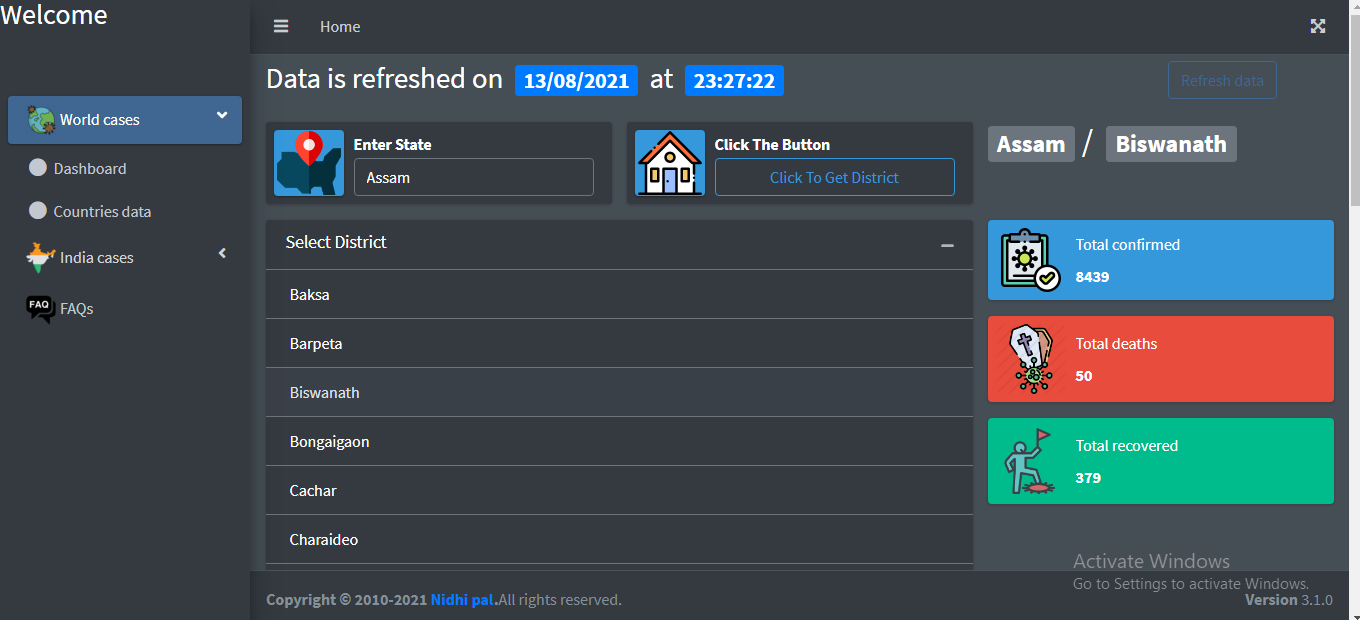 Welcome
World cases
Dashboard
Countries data
India cases
FAQ FAQs
Home
Data is refreshed on 13/08/2021 at 23:27:22
Refresh data
Enter State
Assam
Click The Button
Click To Get District
Assam / Biswanath
Select District
Baksa
Barpeta
Biswanath
Bongaigaon
Cachar
Charaideo
Total confirmed
8439
Total deaths
50
Total recovered
379
Activate Windows
Go to Settings to activate Windows.
Copyright © 2010-2021 Nidhi pal.All rights reserved.
Version 3.1.0